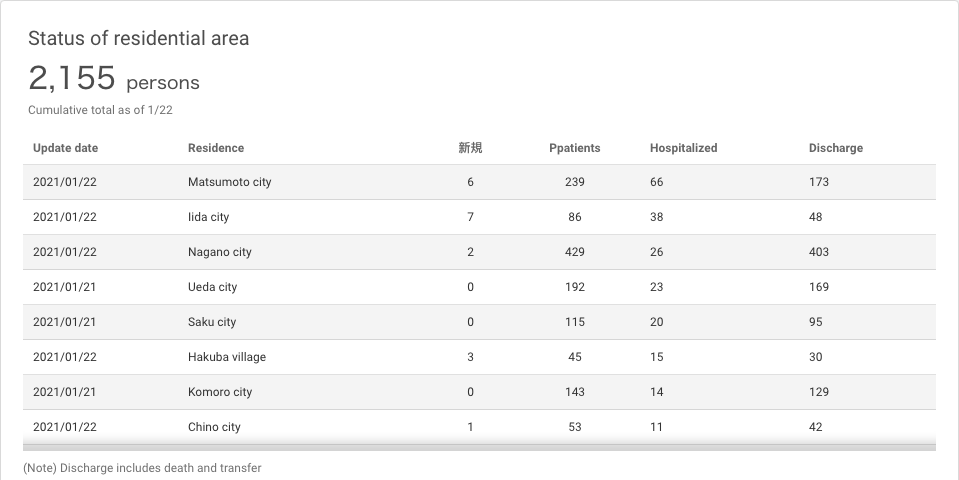 Status of residential area
2,155 persons
Cumulative total as of 1/22
Update date Residence 新規 Ppatients Hospitalized Discharge
2021/01/22 Matsumoto city 6 239 66 173
2021/01/22 Iida city 7 86 38 48
2021/01/22 Nagano city 2 429 26 403
2021/01/21 Ueda city 0 192 23 169
2021/01/21 Saku city 0 115 20 95
2021/01/22 Hakuba village 3 45 15 30
2021/01/21 Komoro city 0 143 14 129
2021/01/22 Chino city 1 53 11 42
(Note) Discharge includes death and transfer